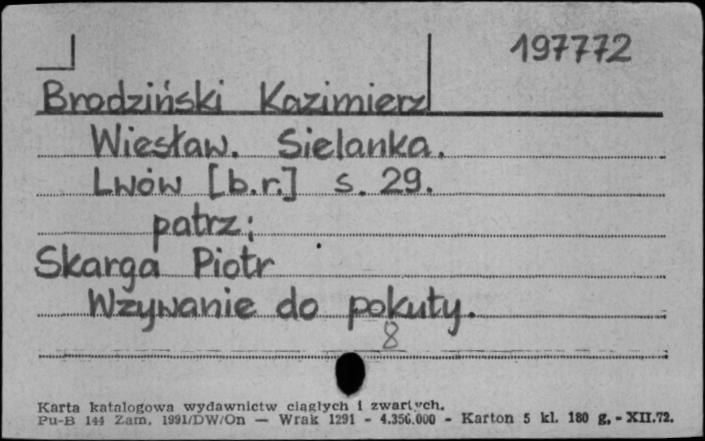 197772
Brodziński Kazimierz
Wiesław. Sielanka.
Lwów [b.r.] s. 29.
patrz:
Skarga Piotr
Wzywanie do pokuty.
8
Karta katalogowa wydawnictw ciągłych i zwartych.
Pu-B 144 Zam. 1991/DW/On — Wrak 1291 - 4.356.000 - Karton 5 kl. 180 g. - XII.72.